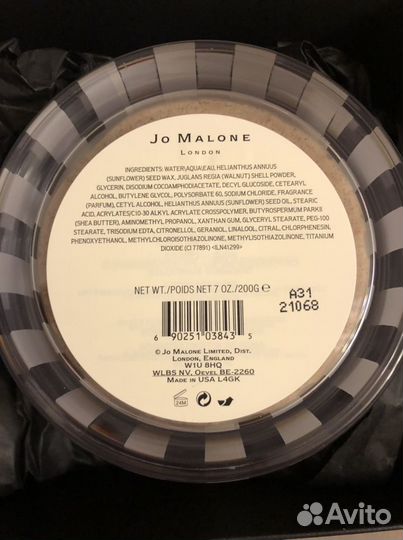 JO MALONE
LONDON
INGREDIENTS: WATER\AQUA\EAU, HELIANTHUS ANNUUS
(SUNFLOWER) SEED WAX, JUGLANS REGIA (WALNUT) SHELL POWDER,
GLYCERIN, DISODIUM COCOAMPHODIACETATE, DECYL GLUCOSIDE, CETEARYL
ALCOHOL, BUTYLENE GLYCOL, POLYSORBATE 60, SODIUM CHLORIDE, FRAGRANCE
(PARFUM), CETYL ALCOHOL, HELIANTHUS ANNUUS (SUNFLOWER) SEED OIL, STEARIC
ACID, ACRYLATES/C10-30 ALKYL ACRYLATE CROSSPOLYMER, BUTYROSPERMUM PARKII
(SHEA BUTTER), AMINOMETHYL PROPANOL, XANTHAN GUM, GLYCERYL STEARATE, PEG-100
STEARATE, TRISODIUM EDTA, CITRONELLOL, GERANIOL, LINALOOL, CITRAL, CHLORPHENESIN,
PHENOXYETHANOL, METHYLCHLOROISOTHIAZOLINONE, METHYLISOTHIAZOLINONE, TITANIUM
DIOXIDE (CI 77891) <ILN41299>
NET WT./POIDS NET 7 OZ./200G ℮
A31
21068
6 90251 03843 5
© JO MALONE LIMITED, DIST.
LONDON, ENGLAND
W1U 8HQ
WLBS NV, OEVEL BE-2260
MADE IN USA L4GK
24M
Avito